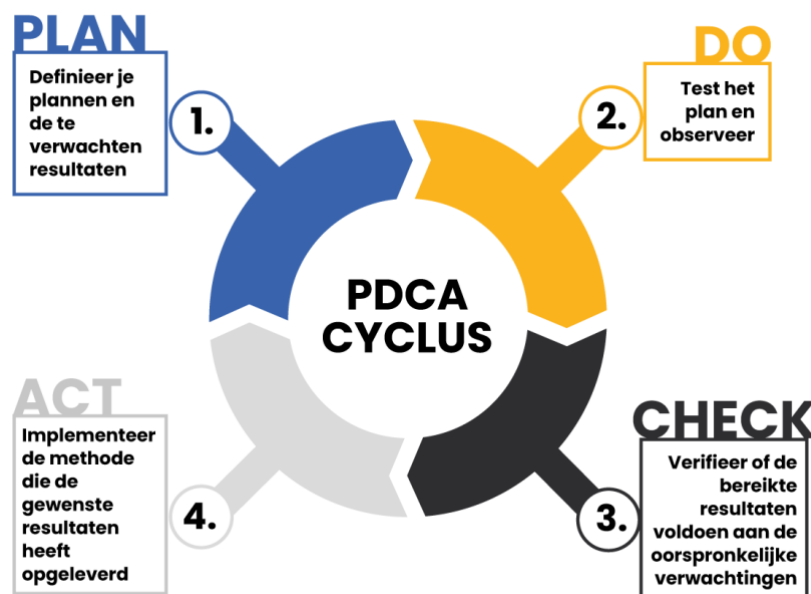 PLAN
Definieer je
plannen en
de te
verwachten
resultaten
1.
DO
Test het
plan en
observeer
2.
PDCA
CYCLUS
CHECK
Verifieer of de
bereikte
resultaten
voldoen aan de
oorspronkelijke
verwachtingen
3.
ACT
Implementeer
de methode
die de
gewenste
resultaten
heeft
opgeleverd
4.